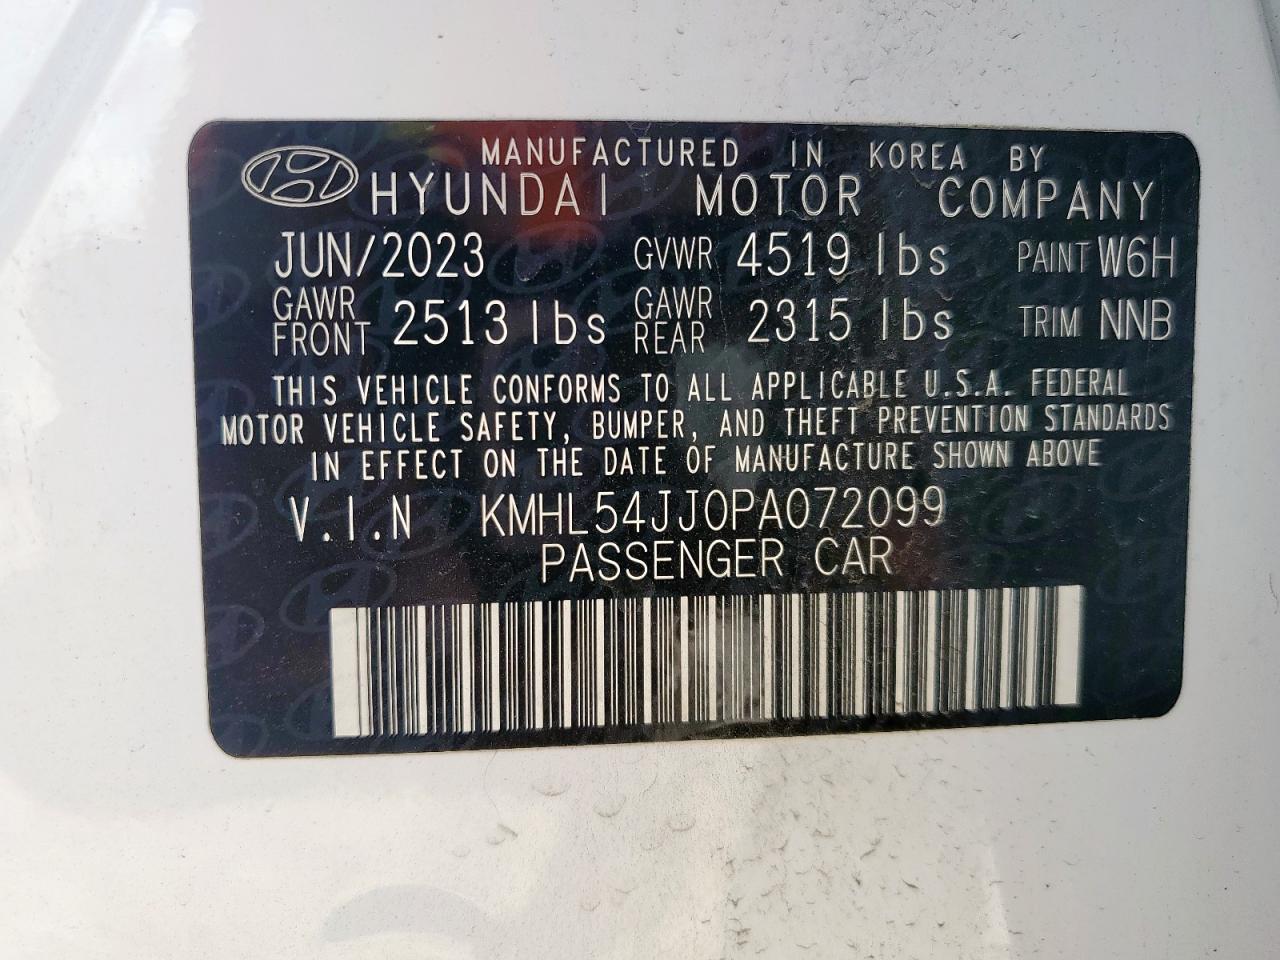 MANUFACTURED IN KOREA BY
HYUNDAI MOTOR COMPANY
JUN/2023 GVWR 4519 lbs PAINT W6H
GAWR FRONT 2513 lbs GAWR REAR 2315 lbs TRIM NNB
THIS VEHICLE CONFORMS TO ALL APPLICABLE U.S.A. FEDERAL
MOTOR VEHICLE SAFETY, BUMPER, AND THEFT PREVENTION STANDARDS
IN EFFECT ON THE DATE OF MANUFACTURE SHOWN ABOVE
V.I.N KMHL54JJ0PA072099
PASSENGER CAR